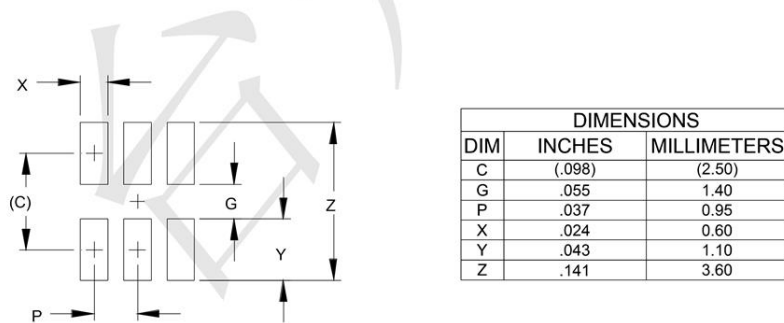 X
(C)
G
Z
Y
P
DIMENSIONS
DIM INCHES MILLIMETERS
C (.098) (2.50)
G .055 1.40
P .037 0.95
X .024 0.60
Y .043 1.10
Z .141 3.60